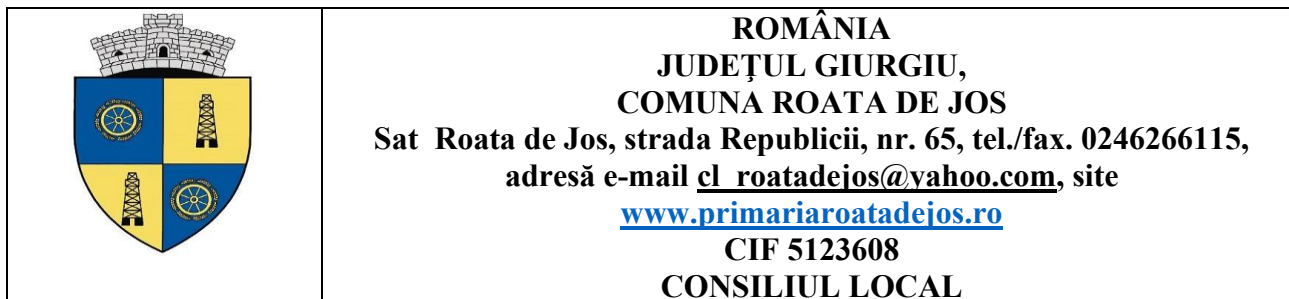 ROMÂNIA
JUDEŢUL GIURGIU,
COMUNA ROATA DE JOS
Sat Roata de Jos, strada Republicii, nr. 65, tel./fax. 0246266115,
adresă e-mail cl_roatadejos@yahoo.com, site
www.primariaroatadejos.ro
CIF 5123608
CONSILIUL LOCAL